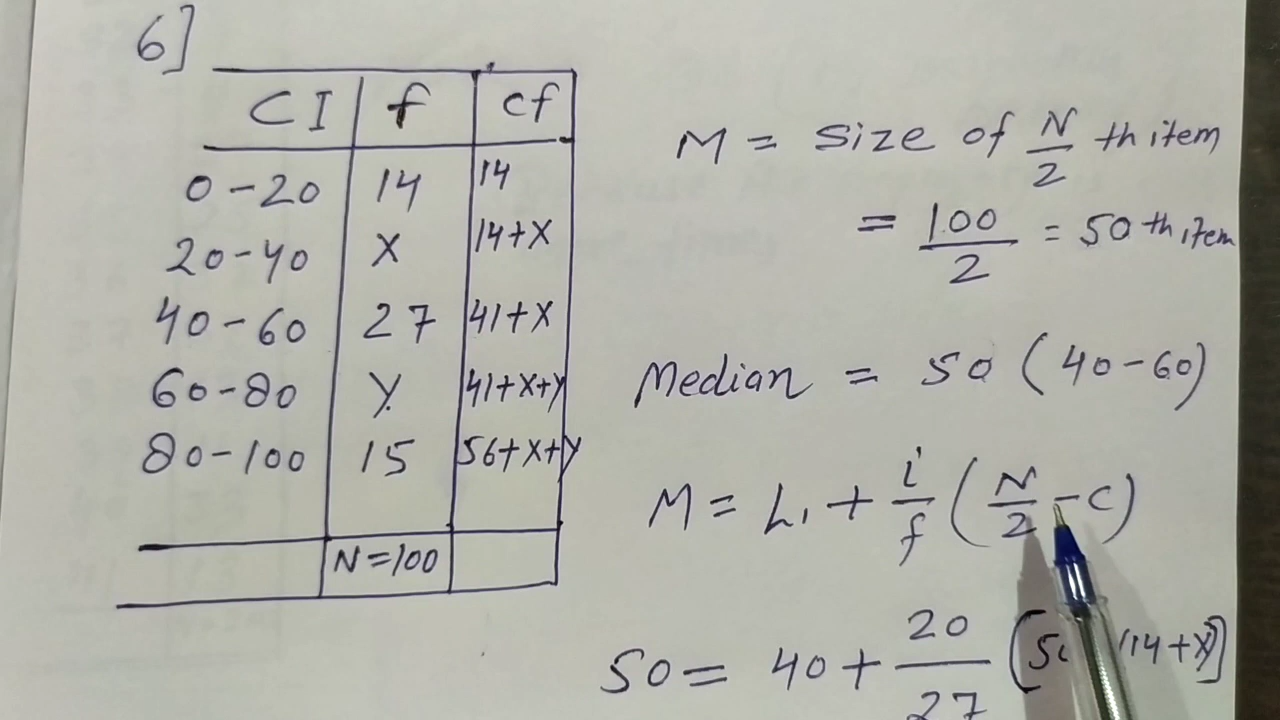 6]
CI f cf
0-20 14 14
20-40 X 14+X
40-60 27 41+X
60-80 Y 41+X+Y
80-100 15 56+X+Y
N=100
M = Size of N/2 th item
= 100/2 = 50 th item
Median = 50 (40-60)
M = L1 + i/f (N/2 - C)
50 = 40 + 20/27 [50 (14+X)]